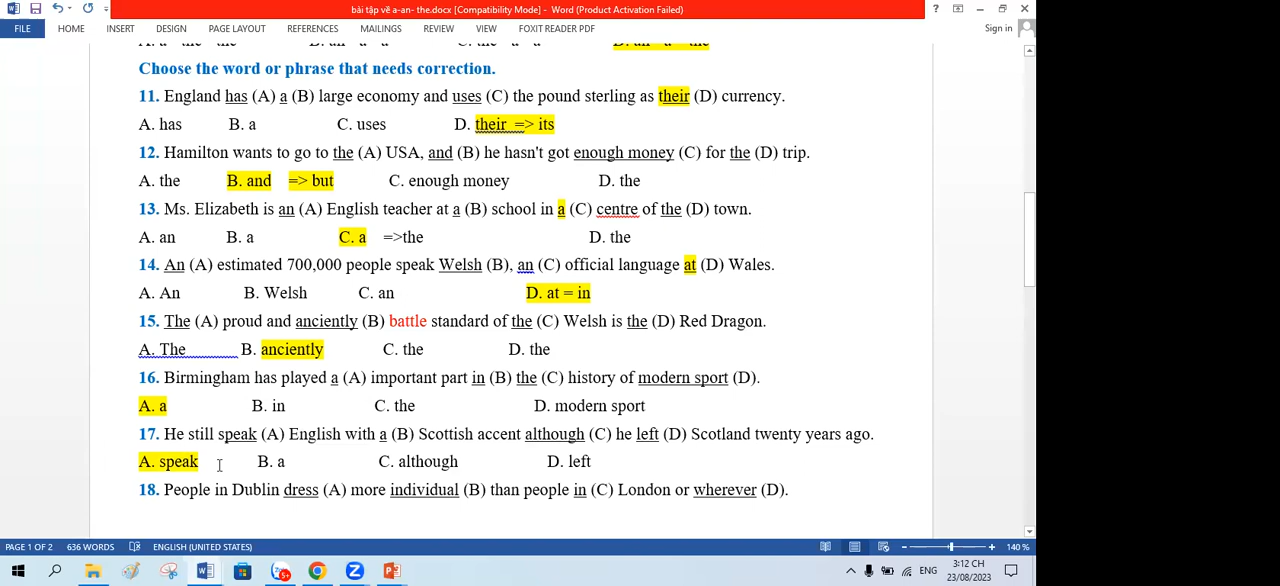 bài tập về a-an- the.docx [Compatibility Mode] - Word (Product Activation Failed)
FILE HOME INSERT DESIGN PAGE LAYOUT REFERENCES MAILINGS REVIEW VIEW FOXIT READER PDF Sign in
Choose the word or phrase that needs correction.
11. England has (A) a (B) large economy and uses (C) the pound sterling as their (D) currency.
A. has B. a C. uses D. their => its
12. Hamilton wants to go to the (A) USA, and (B) he hasn't got enough money (C) for the (D) trip.
A. the B. and => but C. enough money D. the
13. Ms. Elizabeth is an (A) English teacher at a (B) school in a (C) centre of the (D) town.
A. an B. a C. a =>the D. the
14. An (A) estimated 700,000 people speak Welsh (B), an (C) official language at (D) Wales.
A. An B. Welsh C. an D. at = in
15. The (A) proud and anciently (B) battle standard of the (C) Welsh is the (D) Red Dragon.
A. The B. anciently C. the D. the
16. Birmingham has played a (A) important part in (B) the (C) history of modern sport (D).
A. a B. in C. the D. modern sport
17. He still speak (A) English with a (B) Scottish accent although (C) he left (D) Scotland twenty years ago.
A. speak B. a C. although D. left
18. People in Dublin dress (A) more individual (B) than people in (C) London or wherever (D).
PAGE 1 OF 2 636 WORDS ENGLISH (UNITED STATES) 140 %
ENG 3:12 CH
23/08/2023